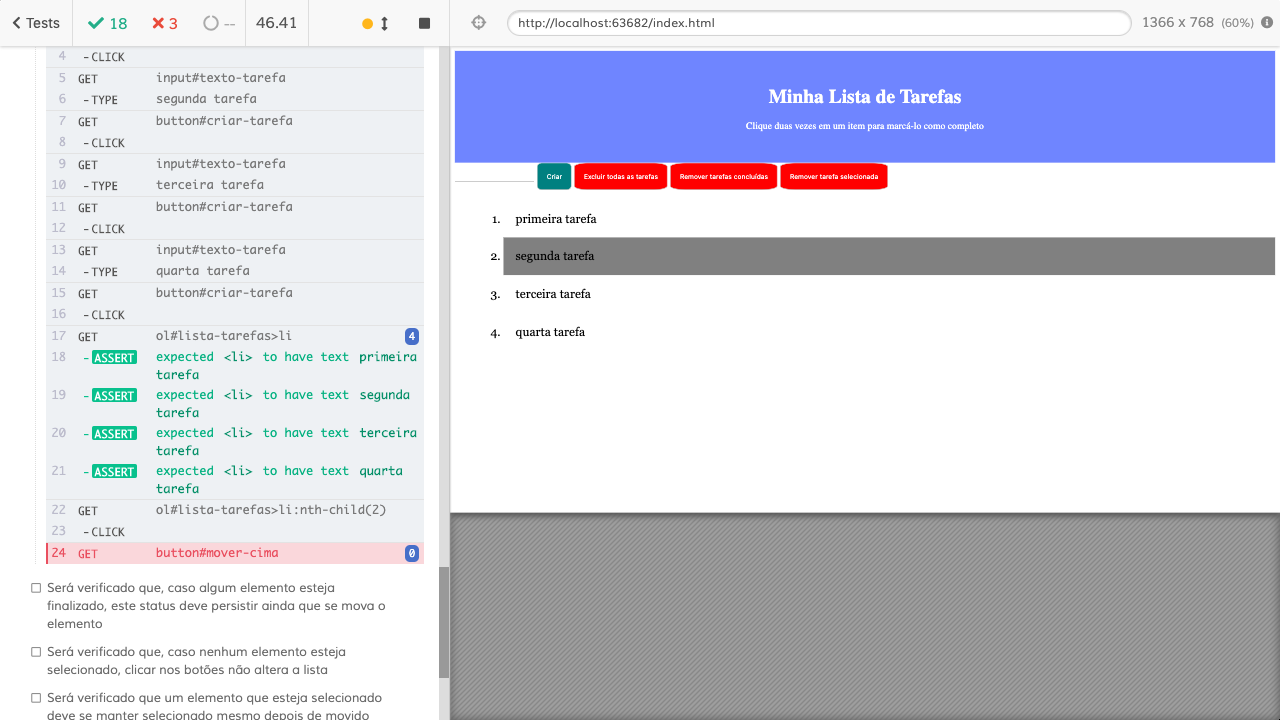 Tests 18 3 -- 46.41
http://localhost:63682/index.html 1366 x 768 (60%)
4 - CLICK
5 GET input#texto-tarefa
6 - TYPE segunda tarefa
7 GET button#criar-tarefa
8 - CLICK
9 GET input#texto-tarefa
10 - TYPE terceira tarefa
11 GET button#criar-tarefa
12 - CLICK
13 GET input#texto-tarefa
14 - TYPE quarta tarefa
15 GET button#criar-tarefa
16 - CLICK
17 GET ol#lista-tarefas>li 4
18 - ASSERT expected <li> to have text primeira
tarefa
19 - ASSERT expected <li> to have text segunda
tarefa
20 - ASSERT expected <li> to have text terceira
tarefa
21 - ASSERT expected <li> to have text quarta
tarefa
22 GET ol#lista-tarefas>li:nth-child(2)
23 - CLICK
24 GET button#mover-cima 0
Será verificado que, caso algum elemento esteja
finalizado, este status deve persistir ainda que se mova o
elemento
Será verificado que, caso nenhum elemento esteja
selecionado, clicar nos botões não altera a lista
Será verificado que um elemento que esteja selecionado
deve se manter selecionado mesmo depois de movido
Minha Lista de Tarefas
Clique duas vezes em um item para marcá-lo como completo
Criar Excluir todas as tarefas Remover tarefas concluídas Remover tarefa selecionada
1. primeira tarefa
2. segunda tarefa
3. terceira tarefa
4. quarta tarefa